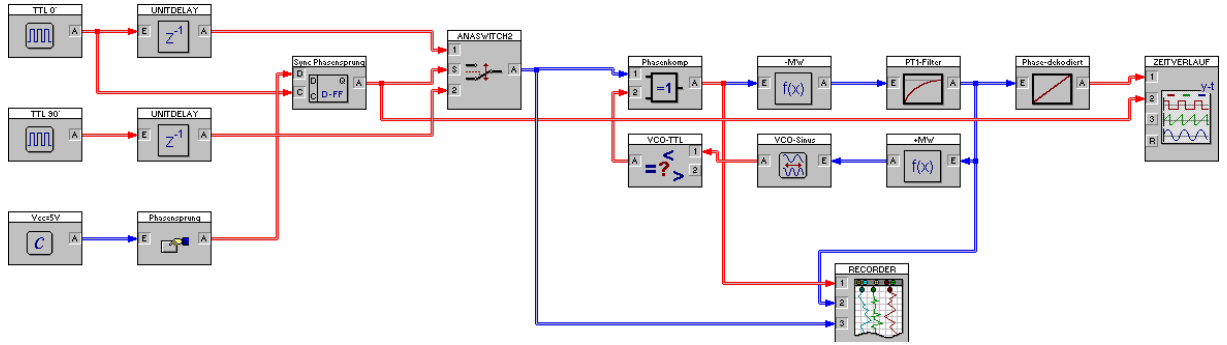 TTL 0°
A
UNITDELAY
E Z⁻¹ A
ANASWITCH2
1
S
2
A
Sync Phasensprung
D D Q A
C C D-FF
Phasenkomp
1
2
=1 A
-MW
E f(x) A
PT1-Filter
E A
Phase-dekodiert
E A
ZEITVERLAUF
1
2
3
R
y-t
TTL 90°
A
UNITDELAY
E Z⁻¹ A
VCO-TTL
A < 1
=? 2
>
VCO-Sinus
A E
+MW
A f(x) E
Vcc=5V
C A
Phasensprung
E A
RECORDER
1
2
3